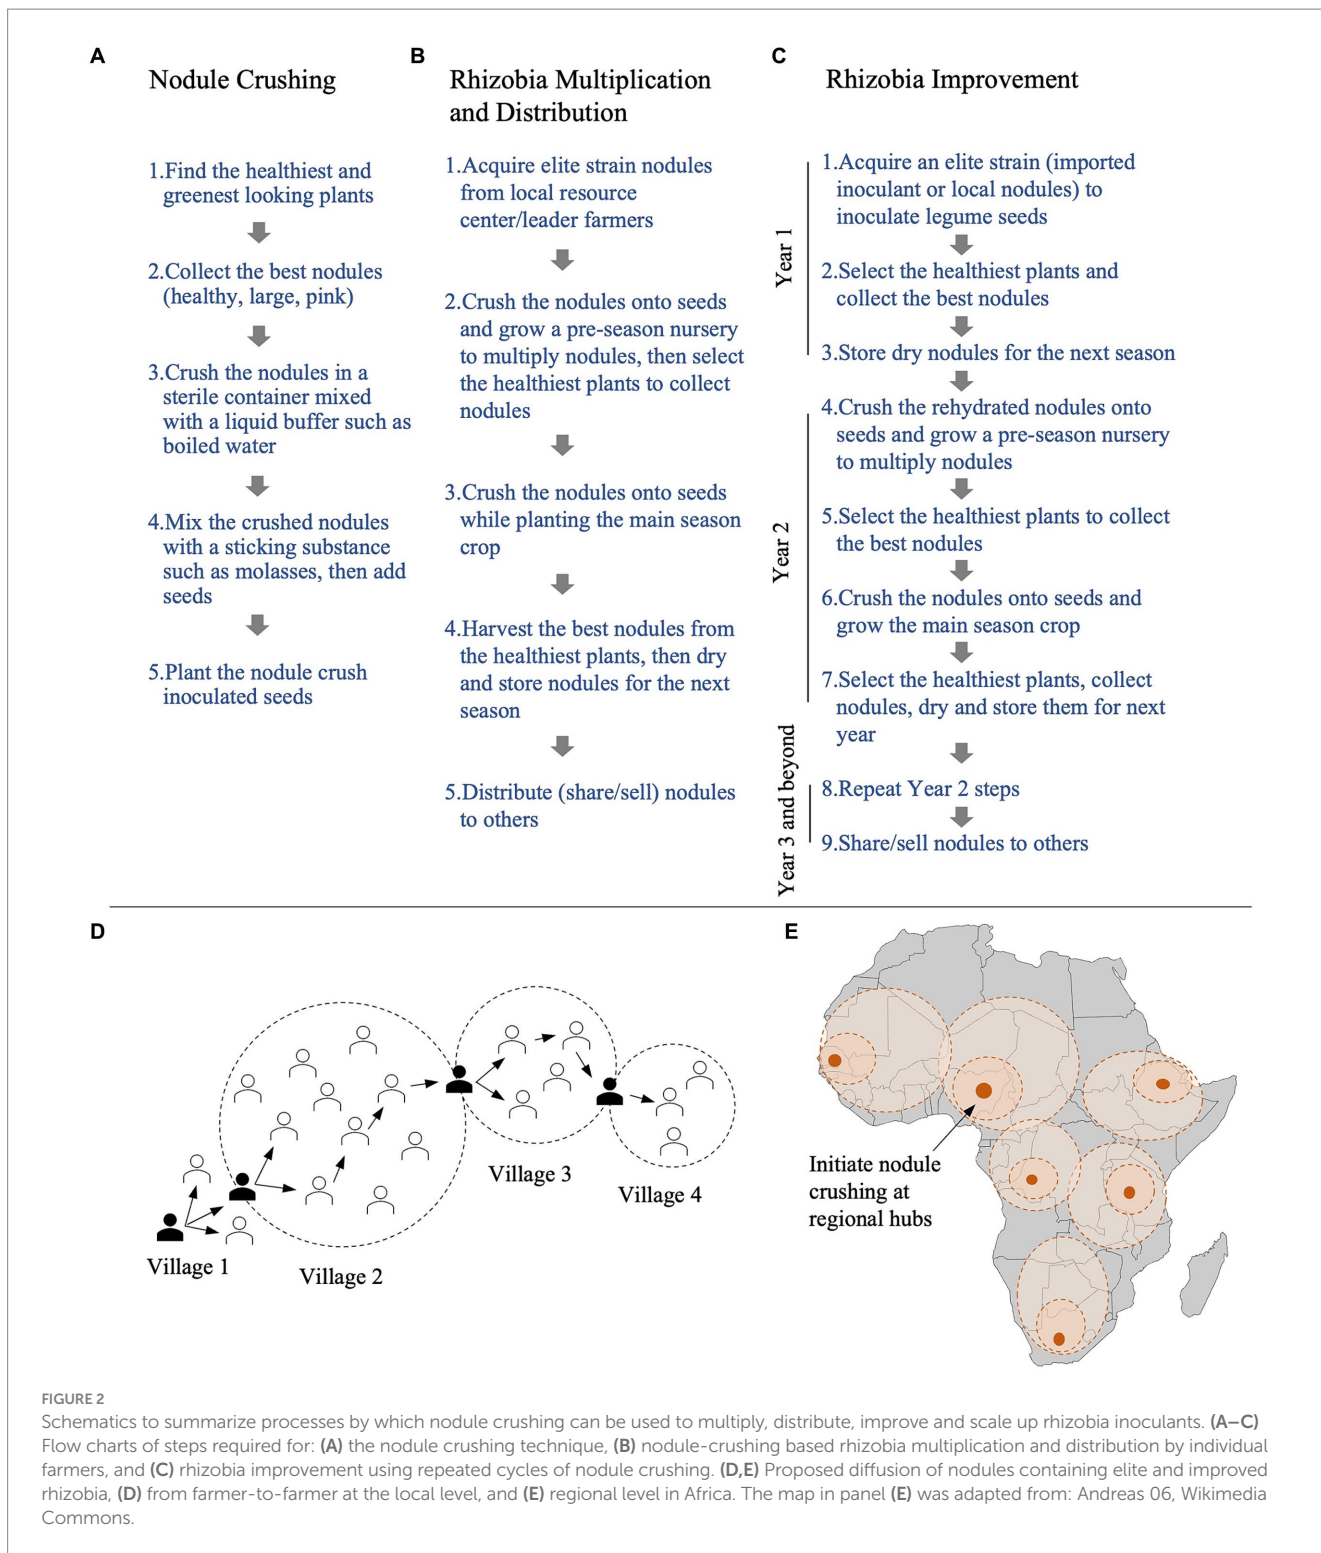 A
Nodule Crushing
1.Find the healthiest and
greenest looking plants
2.Collect the best nodules
(healthy, large, pink)
3.Crush the nodules in a
sterile container mixed
with a liquid buffer such as
boiled water
4.Mix the crushed nodules
with a sticking substance
such as molasses, then add
seeds
5.Plant the nodule crush
inoculated seeds
B
Rhizobia Multiplication
and Distribution
1.Acquire elite strain nodules
from local resource
center/leader farmers
2.Crush the nodules onto seeds
and grow a pre-season nursery
to multiply nodules, then select
the healthiest plants to collect
nodules
3.Crush the nodules onto seeds
while planting the main season
crop
4.Harvest the best nodules from
the healthiest plants, then dry
and store nodules for the next
season
5.Distribute (share/sell) nodules
to others
C
Rhizobia Improvement
Year 1
1.Acquire an elite strain (imported
inoculant or local nodules) to
inoculate legume seeds
2.Select the healthiest plants and
collect the best nodules
3.Store dry nodules for the next season
Year 2
4.Crush the rehydrated nodules onto
seeds and grow a pre-season nursery
to multiply nodules
5.Select the healthiest plants to collect
the best nodules
6.Crush the nodules onto seeds and
grow the main season crop
7.Select the healthiest plants, collect
nodules, dry and store them for next
year
Year 3 and beyond
8.Repeat Year 2 steps
9.Share/sell nodules to others
D
Village 1
Village 2
Village 3
Village 4
E
Initiate nodule
crushing at
regional hubs
FIGURE 2
Schematics to summarize processes by which nodule crushing can be used to multiply, distribute, improve and scale up rhizobia inoculants. (A–C)
Flow charts of steps required for: (A) the nodule crushing technique, (B) nodule-crushing based rhizobia multiplication and distribution by individual
farmers, and (C) rhizobia improvement using repeated cycles of nodule crushing. (D,E) Proposed diffusion of nodules containing elite and improved
rhizobia, (D) from farmer-to-farmer at the local level, and (E) regional level in Africa. The map in panel (E) was adapted from: Andreas 06, Wikimedia
Commons.